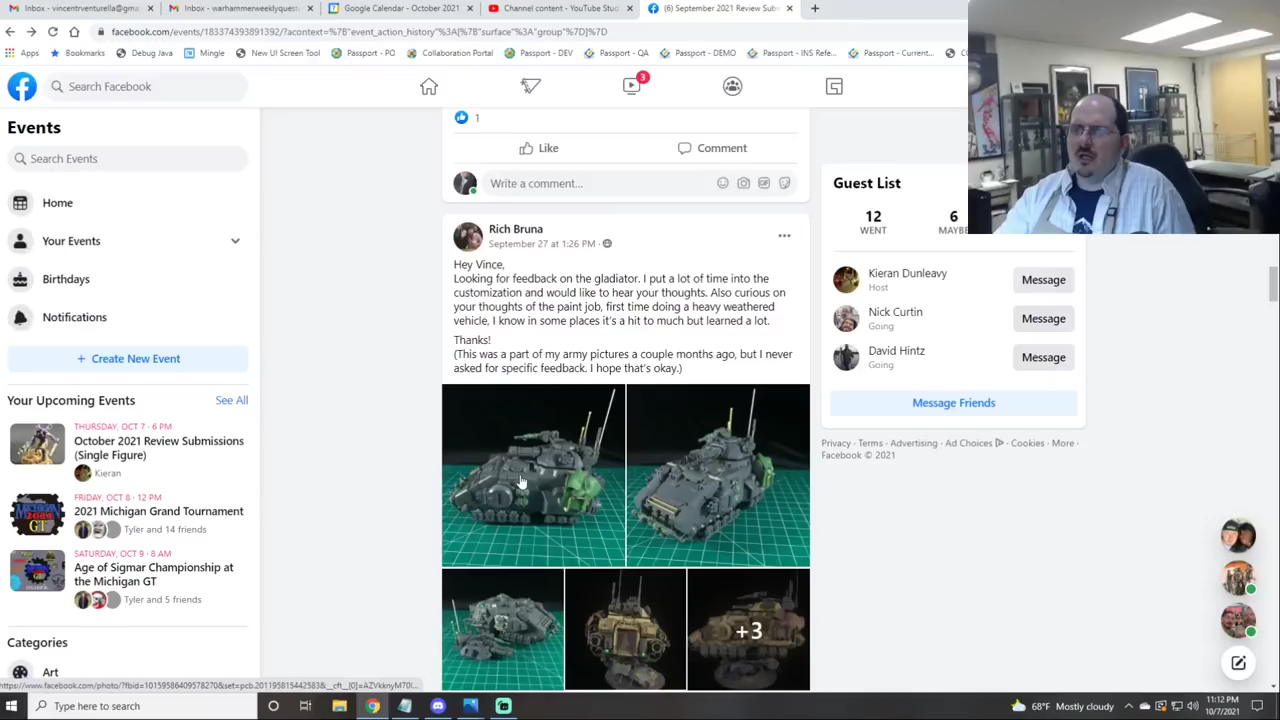 Inbox - vincentrventurella@gma
Inbox - warhammerweeklyquest
Google Calendar - October 2021
Channel content - YouTube Stu
(6) September 2021 Review Sub
facebook.com/events/183374393891392/?acontext=%7B"event_action_history"%3A[%7B"surface"%3A"group"%7D]%7D
Apps
Bookmarks
Debug Java
Mingle
New UI Screen Tool
Passport - PO
Collaboration Portal
Passport - DEV
Passport - QA
Passport - DEMO
Passport - INS Refe...
Passport - Current...
Search Facebook
3
Events
Search Events
Home
Your Events
Birthdays
Notifications
+ Create New Event
Your Upcoming Events
See All
THURSDAY, OCT 7 · 6 PM
October 2021 Review Submissions
(Single Figure)
Kieran
FRIDAY, OCT 8 · 12 PM
2021 Michigan Grand Tournament
Tyler and 14 friends
SATURDAY, OCT 9 · 8 AM
Age of Sigmar Championship at
the Michigan GT
Tyler and 5 friends
Categories
Art
1
Like
Comment
Write a comment...
Rich Bruna
September 27 at 1:26 PM ·
Hey Vince,
Looking for feedback on the gladiator. I put a lot of time into the
customization and would like to hear your thoughts. Also curious on
your thoughts of the paint job, first time doing a heavy weathered
vehicle, I know in some places it's a hit to much but learned a lot.
Thanks!
(This was a part of my army pictures a couple months ago, but I never
asked for specific feedback. I hope that's okay.)
+3
Guest List
12
WENT
6
MAYBE
Kieran Dunleavy
Host
Message
Nick Curtin
Going
Message
David Hintz
Going
Message
Message Friends
Privacy · Terms · Advertising · Ad Choices · Cookies · More ·
Facebook © 2021
Type here to search
68°F Mostly cloudy
11:12 PM
10/7/2021